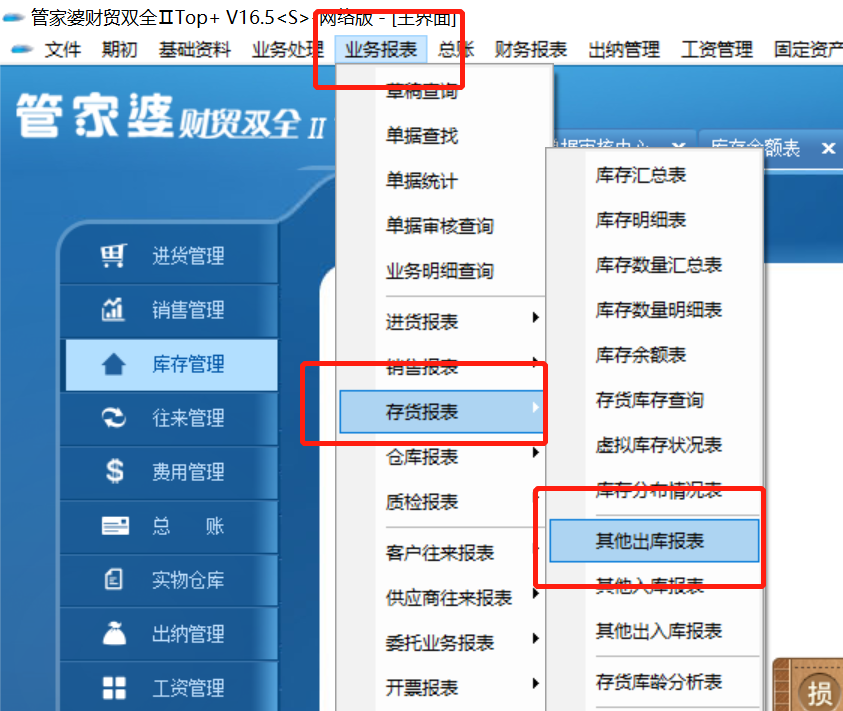 管家婆财贸双全ⅡTop+ V16.5<S> 网络版 - [主界面]
文件 期初 基础资料 业务处理 业务报表 总账 财务报表 出纳管理 工资管理 固定资产
管家婆财贸双全Ⅱ
单据审核中心 × 库存余额表 ×
进货管理
销售管理
库存管理
往来管理
费用管理
总 账
实物仓库
出纳管理
工资管理
草稿查询
单据查找
单据统计
单据审核查询
业务明细查询
进货报表
销售报表
存货报表
仓库报表
质检报表
客户往来报表
供应商往来报表
委托业务报表
开票报表
库存汇总表
库存明细表
库存数量汇总表
库存数量明细表
库存余额表
存货库存查询
虚拟库存状况表
库存分布情况表
其他出库报表
其他入库报表
其他出入库报表
存货库龄分析表
损